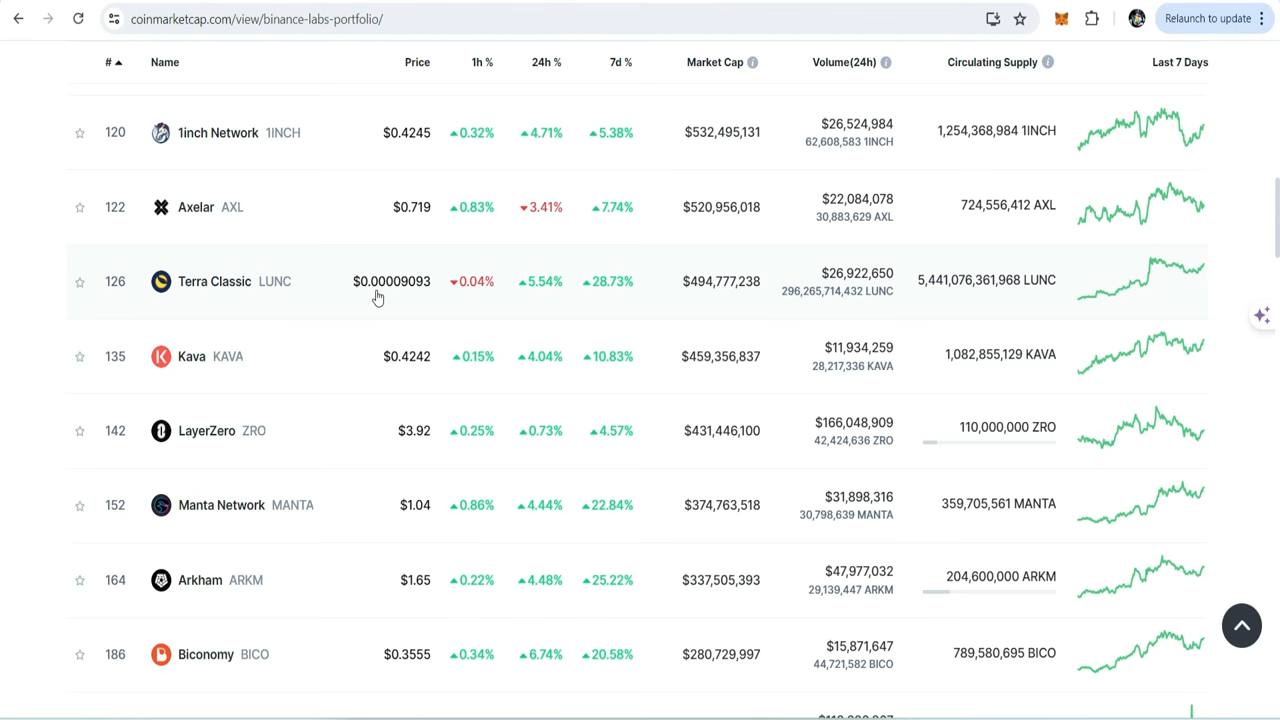 coinmarketcap.com/view/binance-labs-portfolio/
Relaunch to update
# Name Price 1h % 24h % 7d % Market Cap Volume(24h) Circulating Supply Last 7 Days
120 1inch Network 1INCH $0.4245 0.32% 4.71% 5.38% $532,495,131 $26,524,984 1,254,368,984 1INCH
62,608,583 1INCH
122 Axelar AXL $0.719 0.83% 3.41% 7.74% $520,956,018 $22,084,078 724,556,412 AXL
30,883,629 AXL
126 Terra Classic LUNC $0.00009093 0.04% 5.54% 28.73% $494,777,238 $26,922,650 5,441,076,361,968 LUNC
296,265,714,432 LUNC
135 Kava KAVA $0.4242 0.15% 4.04% 10.83% $459,356,837 $11,934,259 1,082,855,129 KAVA
28,217,336 KAVA
142 LayerZero ZRO $3.92 0.25% 0.73% 4.57% $431,446,100 $166,048,909 110,000,000 ZRO
42,424,636 ZRO
152 Manta Network MANTA $1.04 0.86% 4.44% 22.84% $374,763,518 $31,898,316 359,705,561 MANTA
30,798,639 MANTA
164 Arkham ARKM $1.65 0.22% 4.48% 25.22% $337,505,393 $47,977,032 204,600,000 ARKM
29,139,447 ARKM
186 Biconomy BICO $0.3555 0.34% 6.74% 20.58% $280,729,997 $15,871,647 789,580,695 BICO
44,721,582 BICO